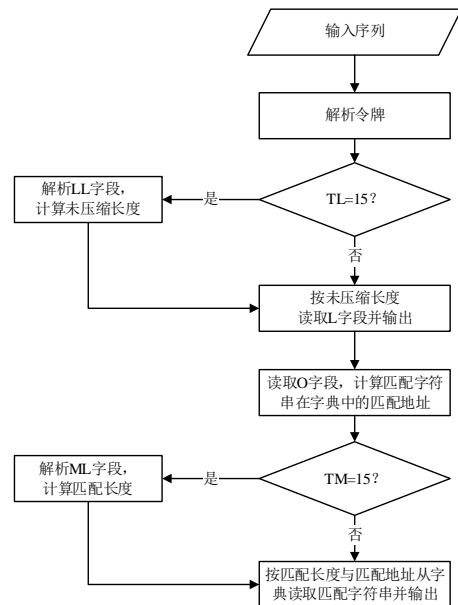 输入序列
解析令牌
TL=15?
是
解析LL字段，
计算未压缩长度
否
按未压缩长度
读取L字段并输出
读取O字段，计算匹配字符
串在字典中的匹配地址
TM=15?
是
解析ML字段，
计算匹配长度
否
按匹配长度与匹配地址从字
典读取匹配字符串并输出